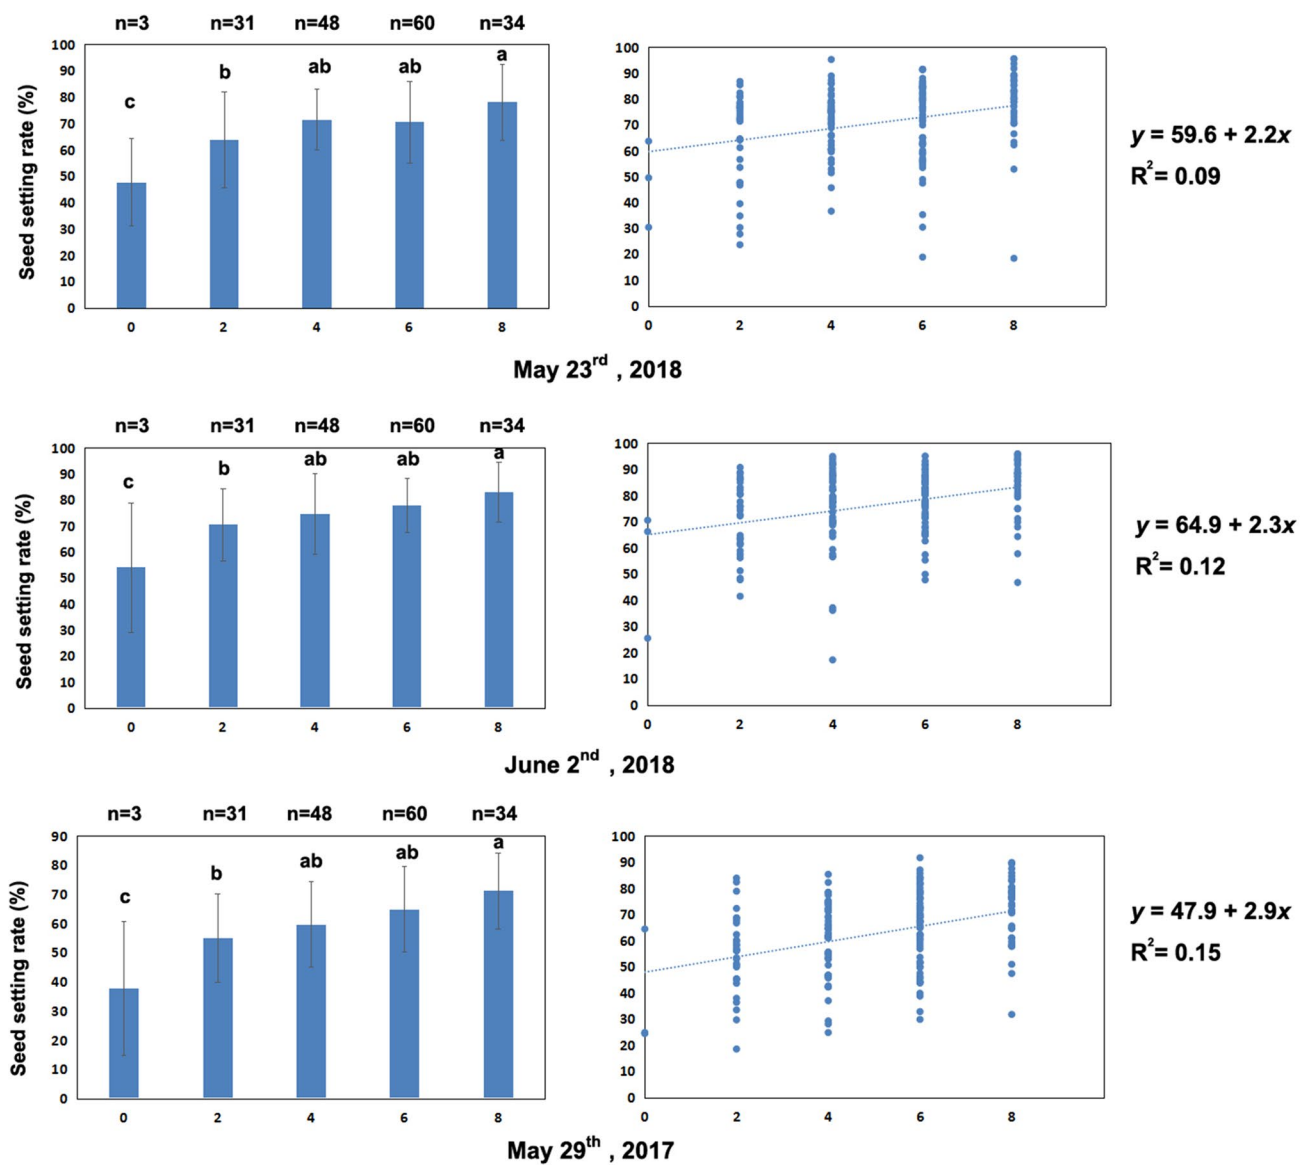 n=3 n=31 n=48 n=60 n=34
Seed setting rate (%)
100
90
80
70
60
50
40
30
20
10
0
c b ab ab a
0 2 4 6 8
100
90
80
70
60
50
40
30
20
10
0
0 2 4 6 8
y = 59.6 + 2.2x
R²= 0.09
May 23rd , 2018
n=3 n=31 n=48 n=60 n=34
Seed setting rate (%)
100
90
80
70
60
50
40
30
20
10
0
c b ab ab a
0 2 4 6 8
100
90
80
70
60
50
40
30
20
10
0
0 2 4 6 8
y = 64.9 + 2.3x
R²= 0.12
June 2nd , 2018
n=3 n=31 n=48 n=60 n=34
Seed setting rate (%)
90
80
70
60
50
40
30
20
10
0
c b ab ab a
0 2 4 6 8
100
90
80
70
60
50
40
30
20
10
0
0 2 4 6 8
y = 47.9 + 2.9x
R²= 0.15
May 29th , 2017